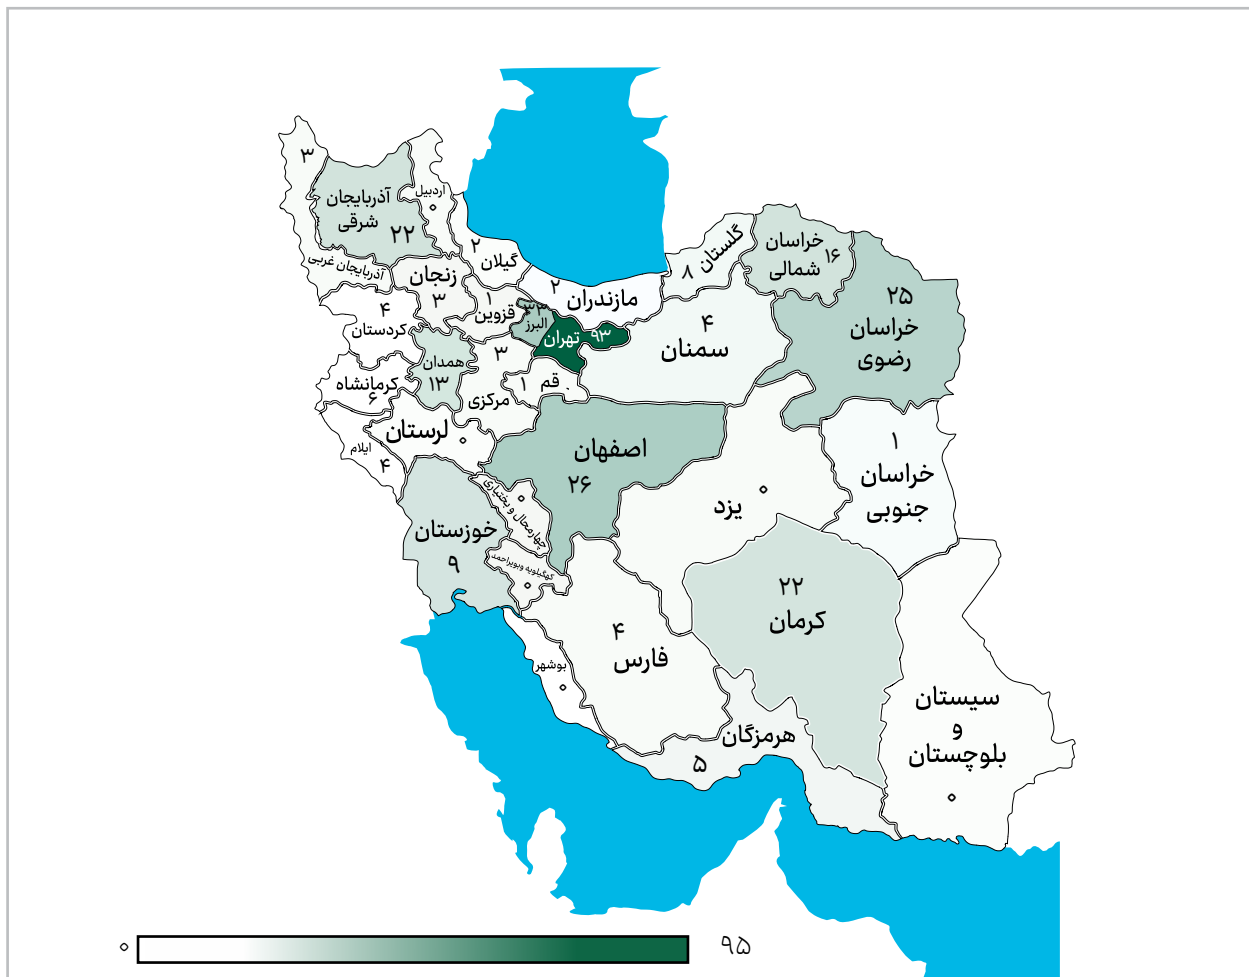 ۳
آذربایجان
شرقی
۲۲
اردبیل
۰
آذربایجان غربی
۲
گیلان
زنجان
۳
۱
قزوین
۲
مازندران
گلستان
۸
خراسان
شمالی
۱۶
۲۵
خراسان
رضوی
۴
کردستان
۳۳
البرز
تهران
۹۳
۴
سمنان
همدان
۱۳
۳
مرکزی
قم
۱
کرمانشاه
۶
لرستان
۰
ایلام
۴
اصفهان
۲۶
۱
خراسان
جنوبی
یزد
۰
خوزستان
۹
چهارمحال و بختیاری
۰
کهگیلویه وبویراحمد
۰
۲۲
کرمان
۴
فارس
بوشهر
۰
هرمزگان
۵
سیستان
و
بلوچستان
۰
۰
۹۵